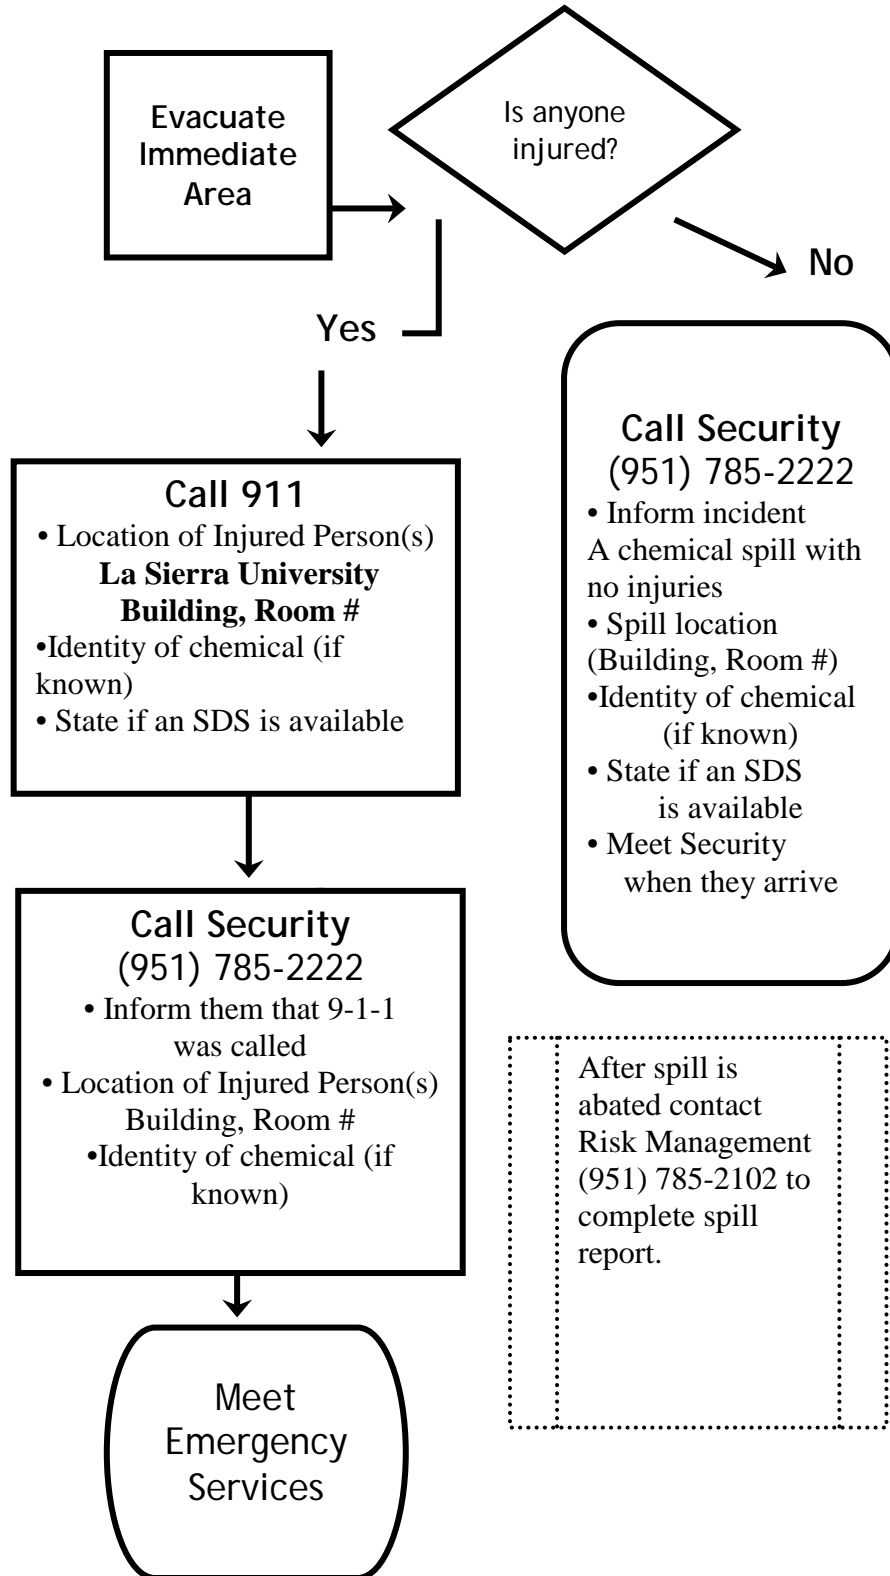 Evacuate
Immediate
Area
Is anyone
injured?
No
Yes
Call 911
• Location of Injured Person(s)
La Sierra University
Building, Room #
•Identity of chemical (if
known)
• State if an SDS is available
Call Security
(951) 785-2222
• Inform incident
A chemical spill with
no injuries
• Spill location
(Building, Room #)
•Identity of chemical
(if known)
• State if an SDS
is available
• Meet Security
when they arrive
Call Security
(951) 785-2222
• Inform them that 9-1-1
was called
• Location of Injured Person(s)
Building, Room #
•Identity of chemical (if
known)
After spill is
abated contact
Risk Management
(951) 785-2102 to
complete spill
report.
Meet
Emergency
Services